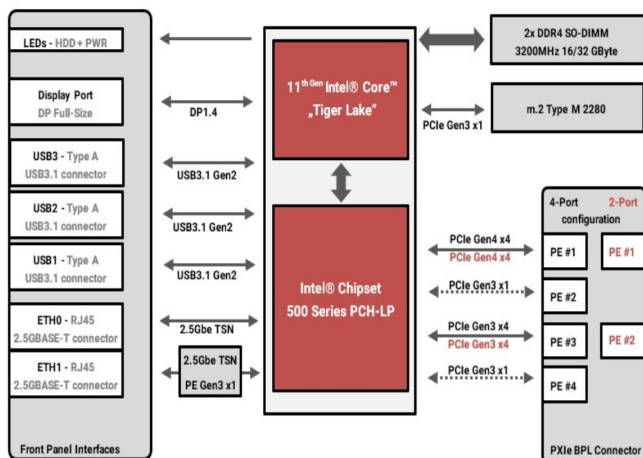 LEDs - HDD + PWR
Display Port
DP Full-Size
USB3 - Type A
USB3.1 connector
USB2 - Type A
USB3.1 connector
USB1 - Type A
USB3.1 connector
ETH0 - RJ45
2.5GBASE-T connector
ETH1 - RJ45
2.5GBASE-T connector
Front Panel Interfaces
DP1.4
USB3.1 Gen2
USB3.1 Gen2
USB3.1 Gen2
2.5Gbe TSN
2.5Gbe TSN
PE Gen3 x1
11th Gen Intel® Core™
„Tiger Lake“
Intel® Chipset
500 Series PCH-LP
2x DDR4 SO-DIMM
3200MHz 16/32 GByte
PCIe Gen3 x1
m.2 Type M 2280
PCIe Gen4 x4
PCIe Gen4 x4
PCIe Gen3 x1
PCIe Gen3 x4
PCIe Gen3 x4
PCIe Gen3 x1
4-Port 2-Port
configuration
PE #1 PE #1
PE #2
PE #3 PE #2
PE #4
PXIe BPL Connector